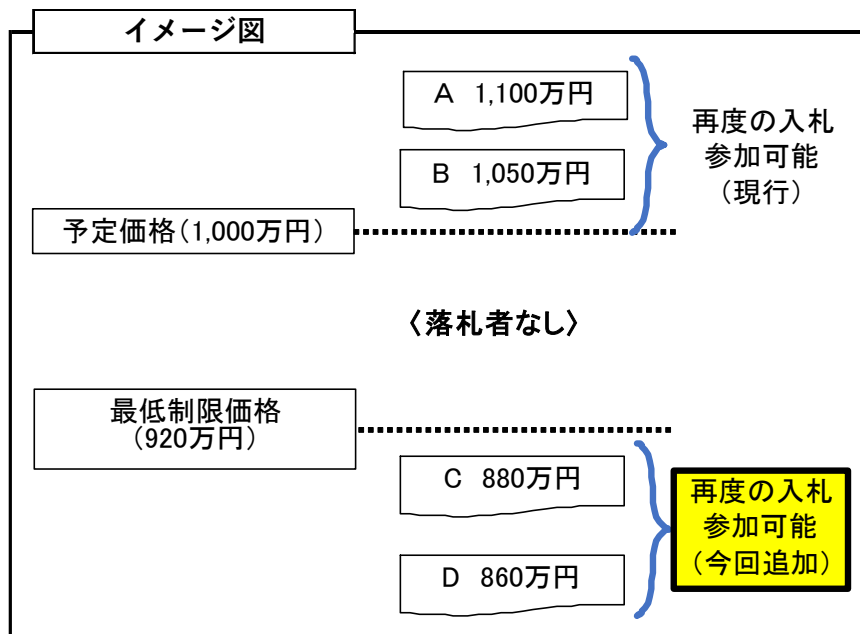 イメージ図
A 1,100万円
B 1,050万円
再度の入札
参加可能
（現行）
予定価格（1,000万円）
〈落札者なし〉
最低制限価格
（920万円）
C 880万円
D 860万円
再度の入札
参加可能
（今回追加）